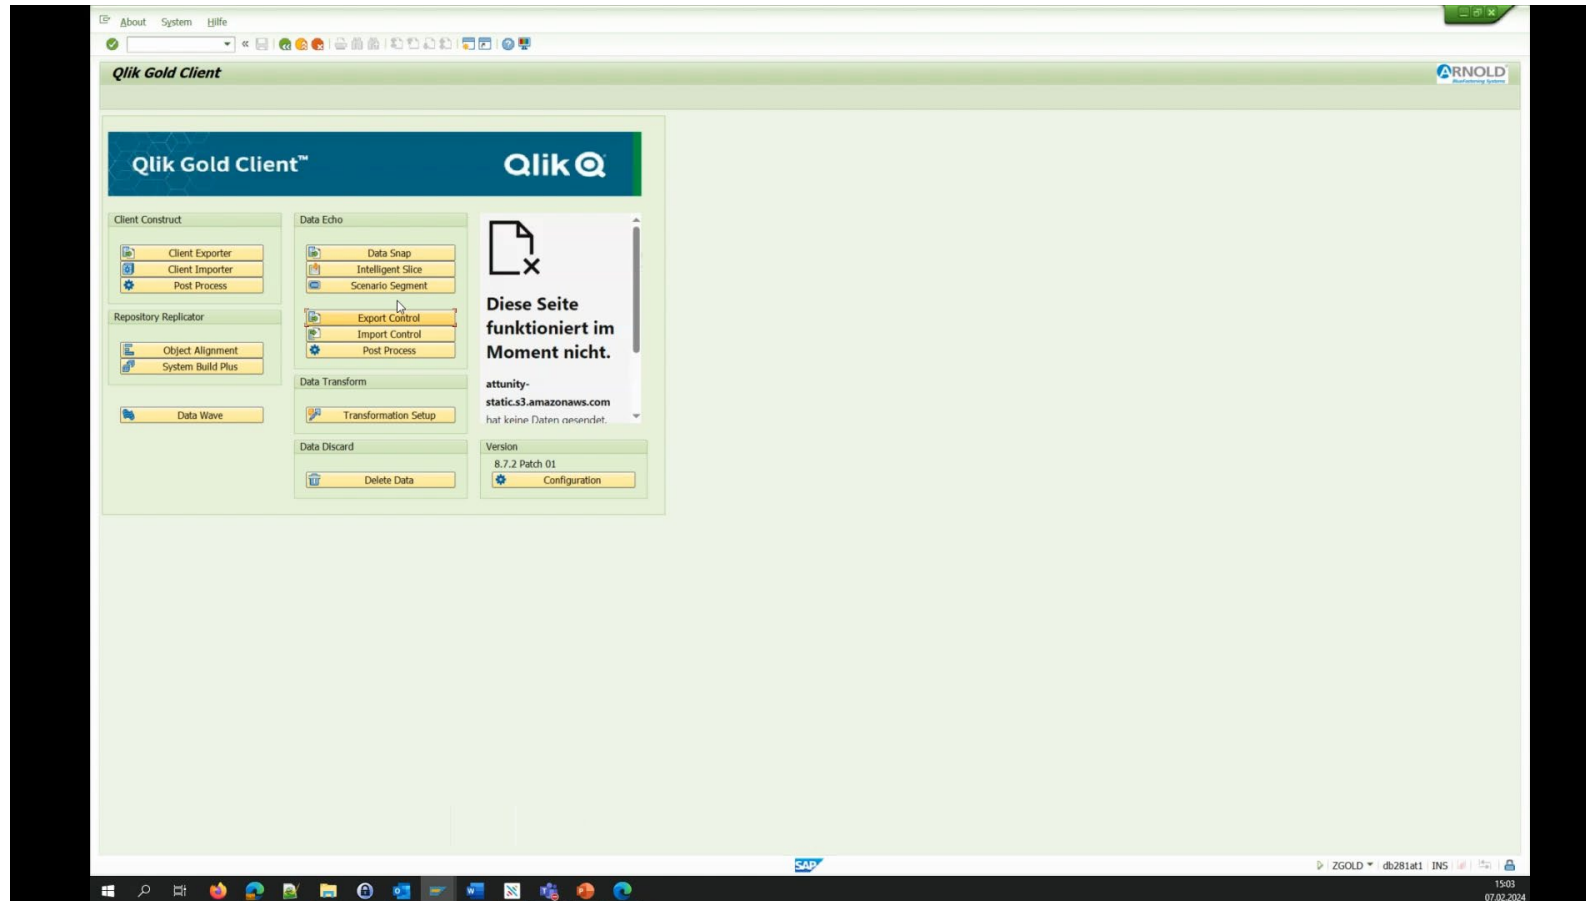 About System Hilfe
Qlik Gold Client
ARNOLD
Qlik Gold Client™
Qlik
Client Construct
Client Exporter
Client Importer
Post Process
Repository Replicator
Object Alignment
System Build Plus
Data Wave
Data Echo
Data Snap
Intelligent Slice
Scenario Segment
Export Control
Import Control
Post Process
Data Transform
Transformation Setup
Data Discard
Delete Data
Diese Seite
funktioniert im
Moment nicht.
attunity-
static.s3.amazonaws.com
hat keine Daten gesendet.
Version
8.7.2 Patch 01
Configuration
SAP
ZGOLD db281at1 INS
15:03
07.02.2024